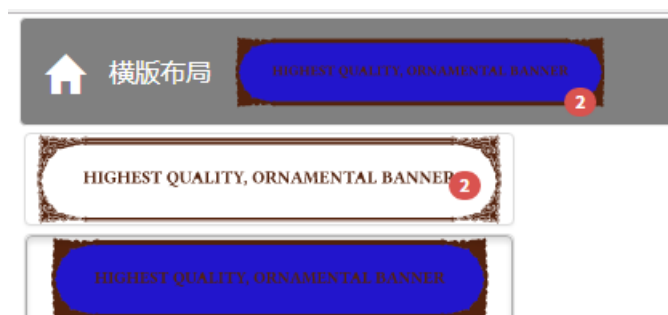 横版布局
HIGHEST QUALITY, ORNAMENTAL BANNER
2
HIGHEST QUALITY, ORNAMENTAL BANNER
2
HIGHEST QUALITY, ORNAMENTAL BANNER